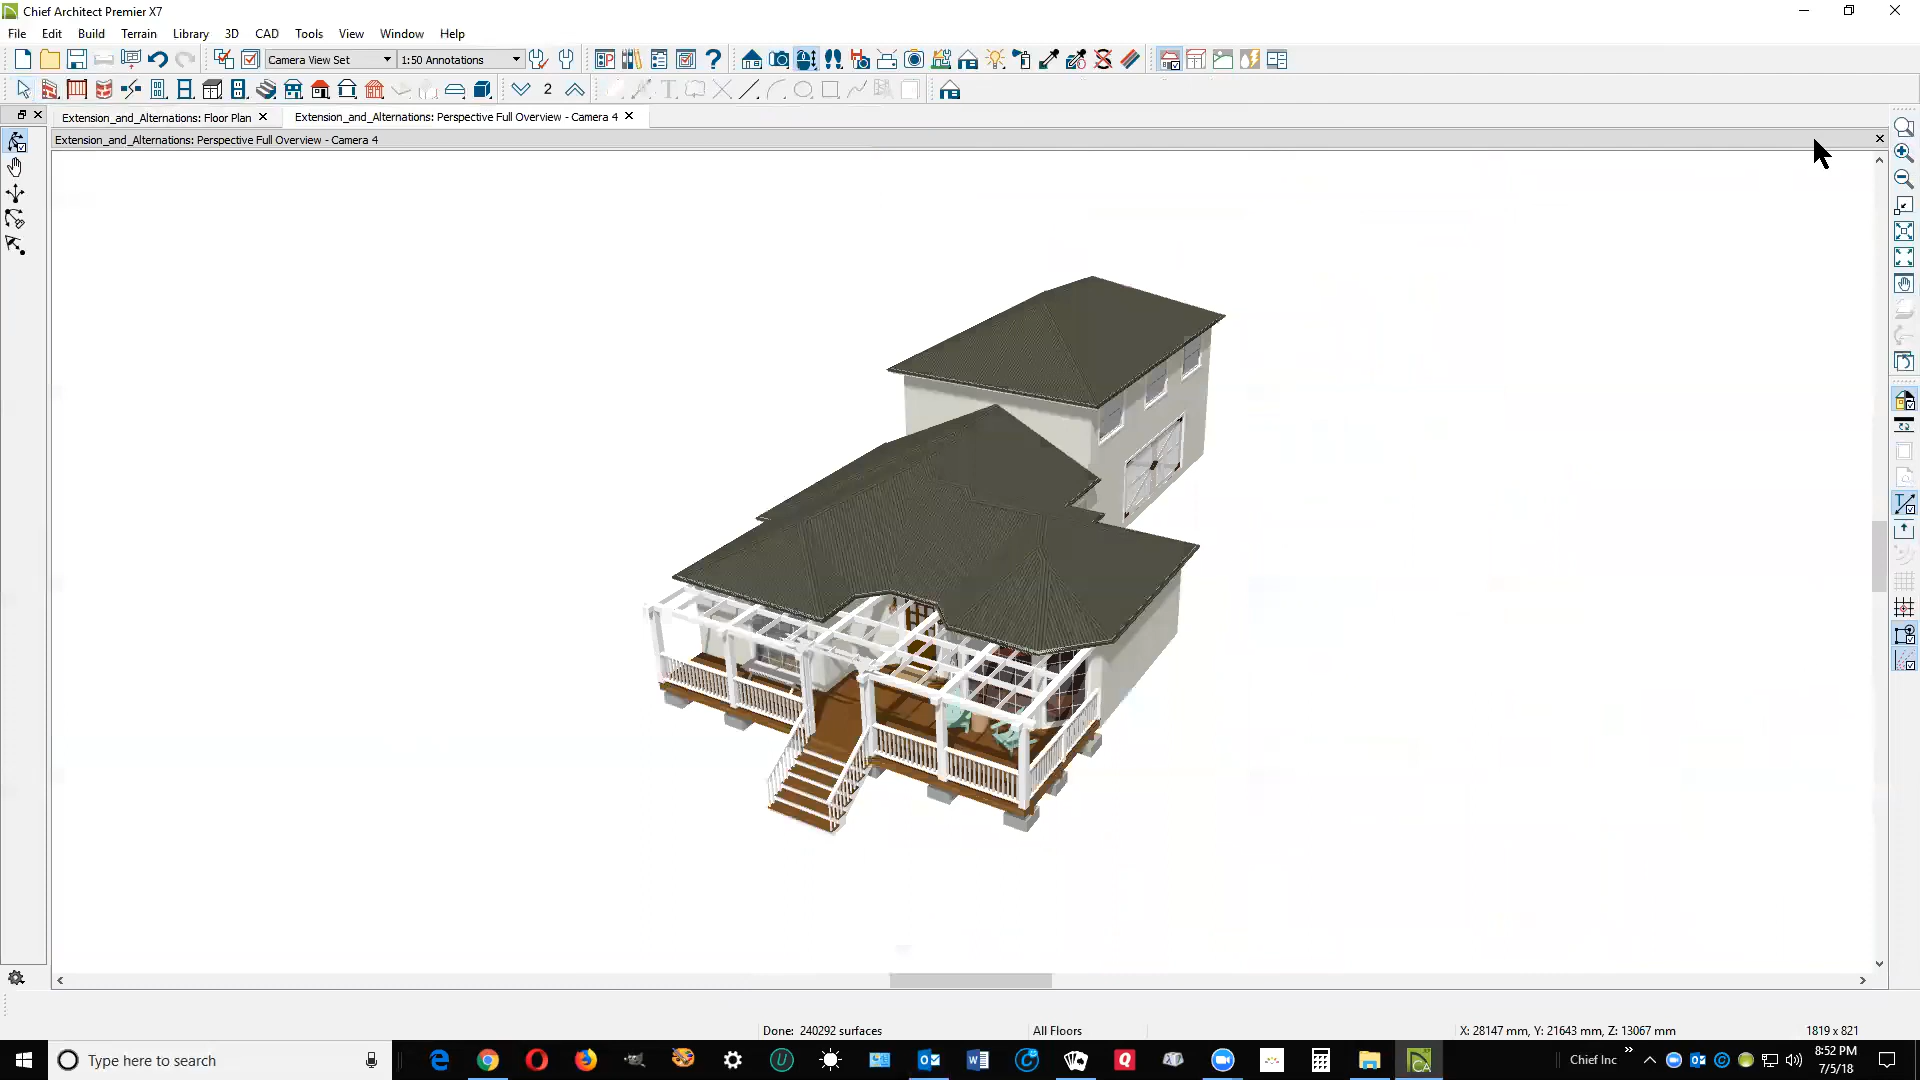 Chief Architect Premier X7
File Edit Build Terrain Library 3D CAD Tools View Window Help
Camera View Set 1:50 Annotations
2
Extension_and_Alternations: Floor Plan Extension_and_Alternations: Perspective Full Overview - Camera 4
Extension_and_Alternations: Perspective Full Overview - Camera 4
Done: 240292 surfaces All Floors X: 28147 mm, Y: 21643 mm, Z: 13067 mm 1819 x 821
Type here to search Chief Inc 8:52 PM
7/5/18